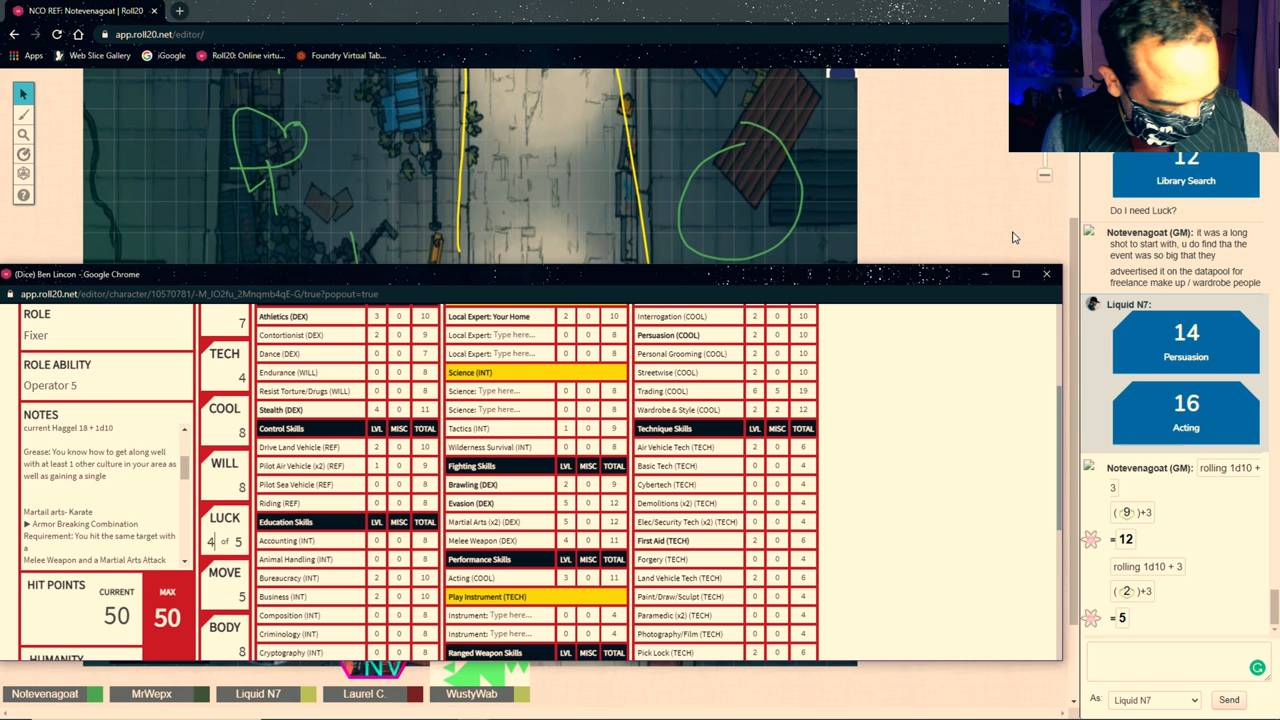 NCO REF: Notevenagoat | Roll20
app.roll20.net/editor/
Apps Web Slice Gallery iGoogle Roll20: Online virtu... Foundry Virtual Tab...
12
Library Search
Do I need Luck?
Notevenagoat (GM): it was a long
shot to start with, u do find tha the
event was so big that they
adveertised it on the datapool for
freelance make up / wardrobe people
Liquid N7:
14
Persuasion
16
Acting
Notevenagoat (GM): rolling 1d10 +
3
(9)+3
= 12
rolling 1d10 + 3
(2)+3
= 5
As: Liquid N7 Send
(Dice) Ben Lincon - Google Chrome
ROLE
Fixer
ROLE ABILITY
Operator 5
NOTES
current Haggel 18 + 1d10
Grease: You know how to get along well
with at least 1 other culture in your area as
well as gaining a single
Martail arts- Karate
▶ Armor Breaking Combination
Requirement: You hit the same target with
a
Melee Weapon and a Martial Arts Attack
HIT POINTS CURRENT MAX
50 50
7
TECH
4
COOL
8
WILL
8
LUCK
4 of 5
MOVE
5
BODY
8
Athletics (DEX) 3 0 10
Contortionist (DEX) 2 0 9
Dance (DEX) 0 0 7
Endurance (WILL) 0 0 8
Resist Torture/Drugs (WILL) 0 0 8
Stealth (DEX) 4 0 11
Control Skills LVL MISC TOTAL
Drive Land Vehicle (REF) 2 0 10
Pilot Air Vehicle (x2) (REF) 1 0 9
Pilot Sea Vehicle (REF) 0 0 8
Riding (REF) 0 0 8
Education Skills LVL MISC TOTAL
Accounting (INT) 0 0 8
Animal Handling (INT) 0 0 8
Bureaucracy (INT) 2 0 10
Business (INT) 2 0 10
Composition (INT) 0 0 8
Criminology (INT) 0 0 8
Cryptography (INT) 0 0 8
Local Expert: Your Home 2 0 10
Local Expert: Type here... 0 0 8
Local Expert: Type here... 0 0 8
Science (INT)
Science: Type here... 0 0 8
Science: Type here... 0 0 8
Tactics (INT) 1 0 9
Wilderness Survival (INT) 0 0 8
Fighting Skills LVL MISC TOTAL
Brawling (DEX) 2 0 9
Evasion (DEX) 5 0 12
Martial Arts (x2) (DEX) 5 0 12
Melee Weapon (DEX) 4 0 11
Performance Skills LVL MISC TOTAL
Acting (COOL) 3 0 11
Play Instrument (TECH)
Instrument: Type here... 0 0 4
Instrument: Type here... 0 0 4
Ranged Weapon Skills LVL MISC TOTAL
Interrogation (COOL) 2 0 10
Persuasion (COOL) 2 0 10
Personal Grooming (COOL) 2 0 10
Streetwise (COOL) 2 0 10
Trading (COOL) 6 5 19
Wardrobe & Style (COOL) 2 2 12
Technique Skills LVL MISC TOTAL
Air Vehicle Tech (TECH) 2 0 6
Basic Tech (TECH) 0 0 4
Cybertech (TECH) 0 0 4
Demolitions (x2) (TECH) 0 0 4
Elec/Security Tech (x2) (TECH) 0 0 4
First Aid (TECH) 2 0 6
Forgery (TECH) 0 0 4
Land Vehicle Tech (TECH) 2 0 6
Paint/Draw/Sculpt (TECH) 0 0 4
Paramedic (x2) (TECH) 0 0 4
Photography/Film (TECH) 0 0 4
Pick Lock (TECH) 2 0 6
Notevenagoat MrWepx Liquid N7 Laurel C. WustyWab